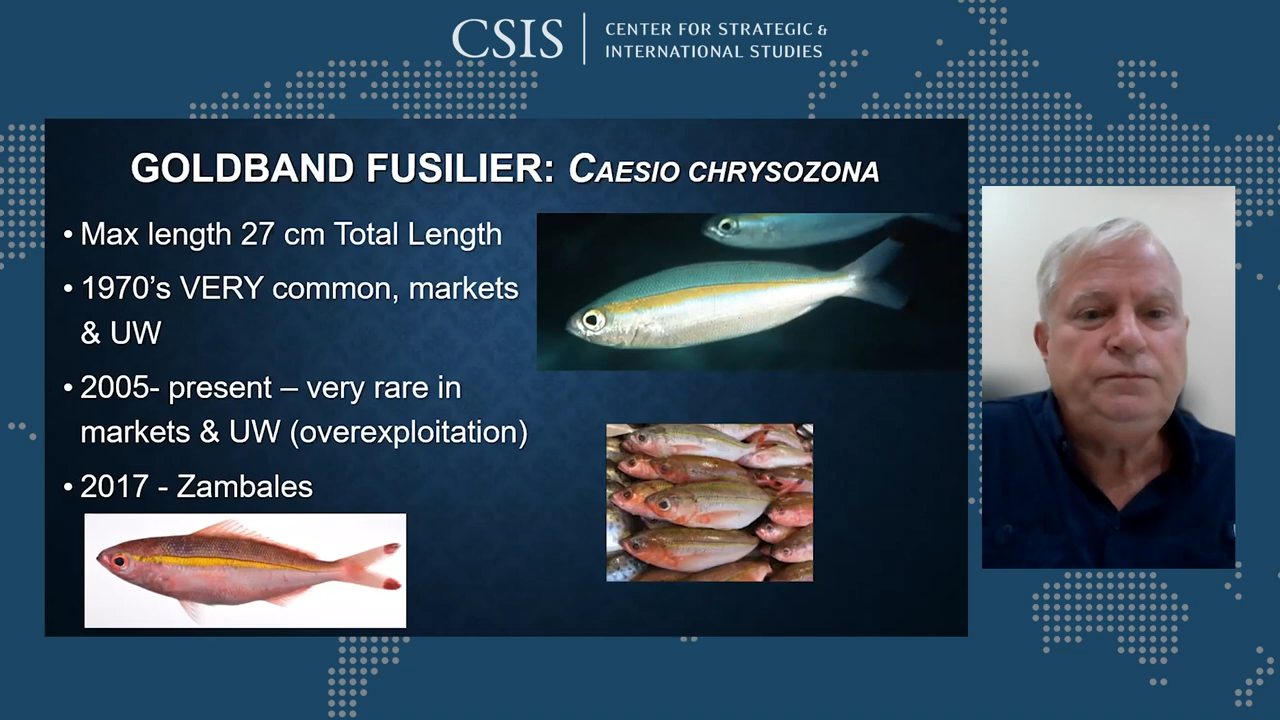 CSIS
CENTER FOR STRATEGIC &
INTERNATIONAL STUDIES
GOLDBAND FUSILIER: CAESIO CHRYSOZONA
• Max length 27 cm Total Length
• 1970’s VERY common, markets
& UW
• 2005- present – very rare in
markets & UW (overexploitation)
• 2017 - Zambales